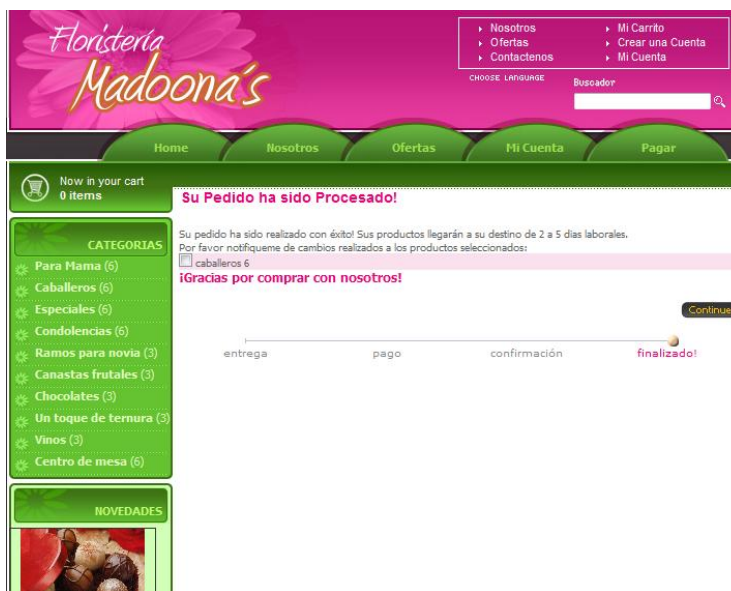 Floristería
Madoona's
Nosotros
Ofertas
Contactenos
Mi Carrito
Crear una Cuenta
Mi Cuenta
CHOOSE LANGUAGE
Buscador
Home
Nosotros
Ofertas
Mi Cuenta
Pagar
Now in your cart
0 items
CATEGORIAS
Para Mama (6)
Caballeros (6)
Especiales (6)
Condolencias (6)
Ramos para novia (3)
Canastas frutales (3)
Chocolates (3)
Un toque de ternura (3)
Vinos (3)
Centro de mesa (6)
NOVEDADES
Su Pedido ha sido Procesado!
Su pedido ha sido realizado con éxito! Sus productos llegarán a su destino de 2 a 5 dias laborales.
Por favor notifiqueme de cambios realizados a los productos seleccionados:
caballeros 6
¡Gracias por comprar con nosotros!
Continue
entrega
pago
confirmación
finalizado!